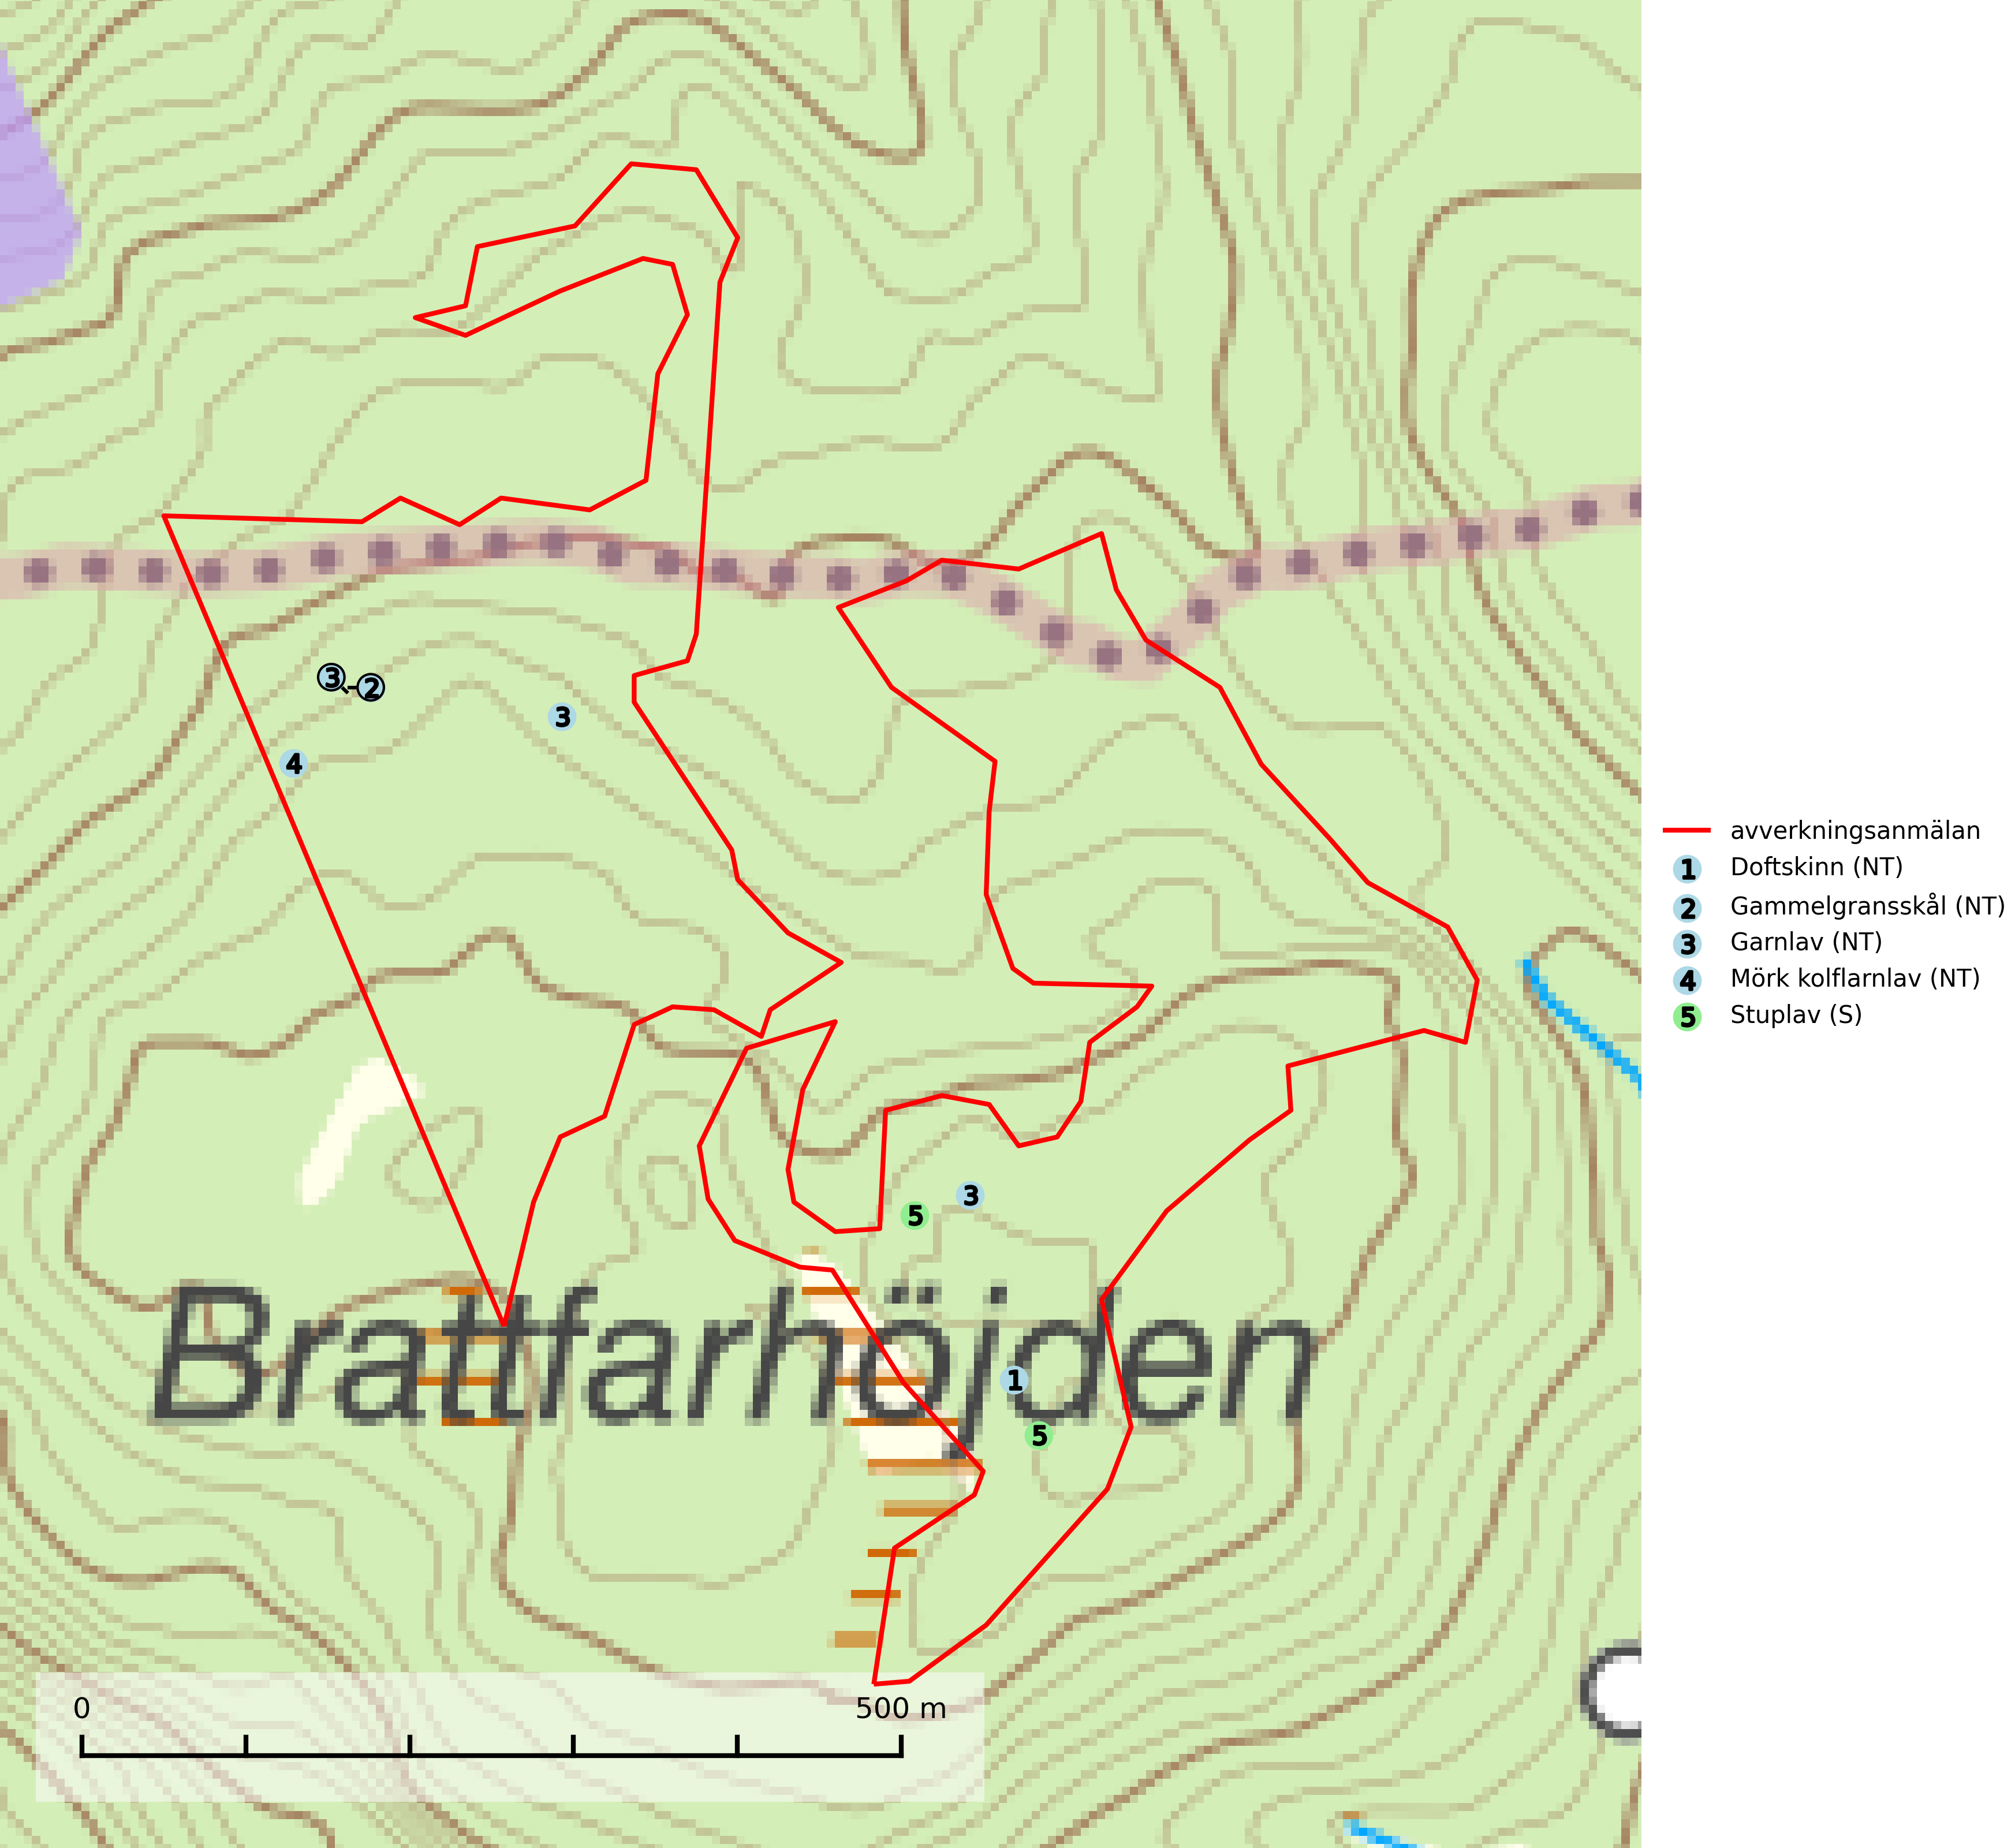 3 2
3
4
3
5
Brattfarhöjden
1
5
0 500 m
avverkningsanmälan
1 Doftskinn (NT)
2 Gammelgransskål (NT)
3 Garnlav (NT)
4 Mörk kolflarnlav (NT)
5 Stuplav (S)